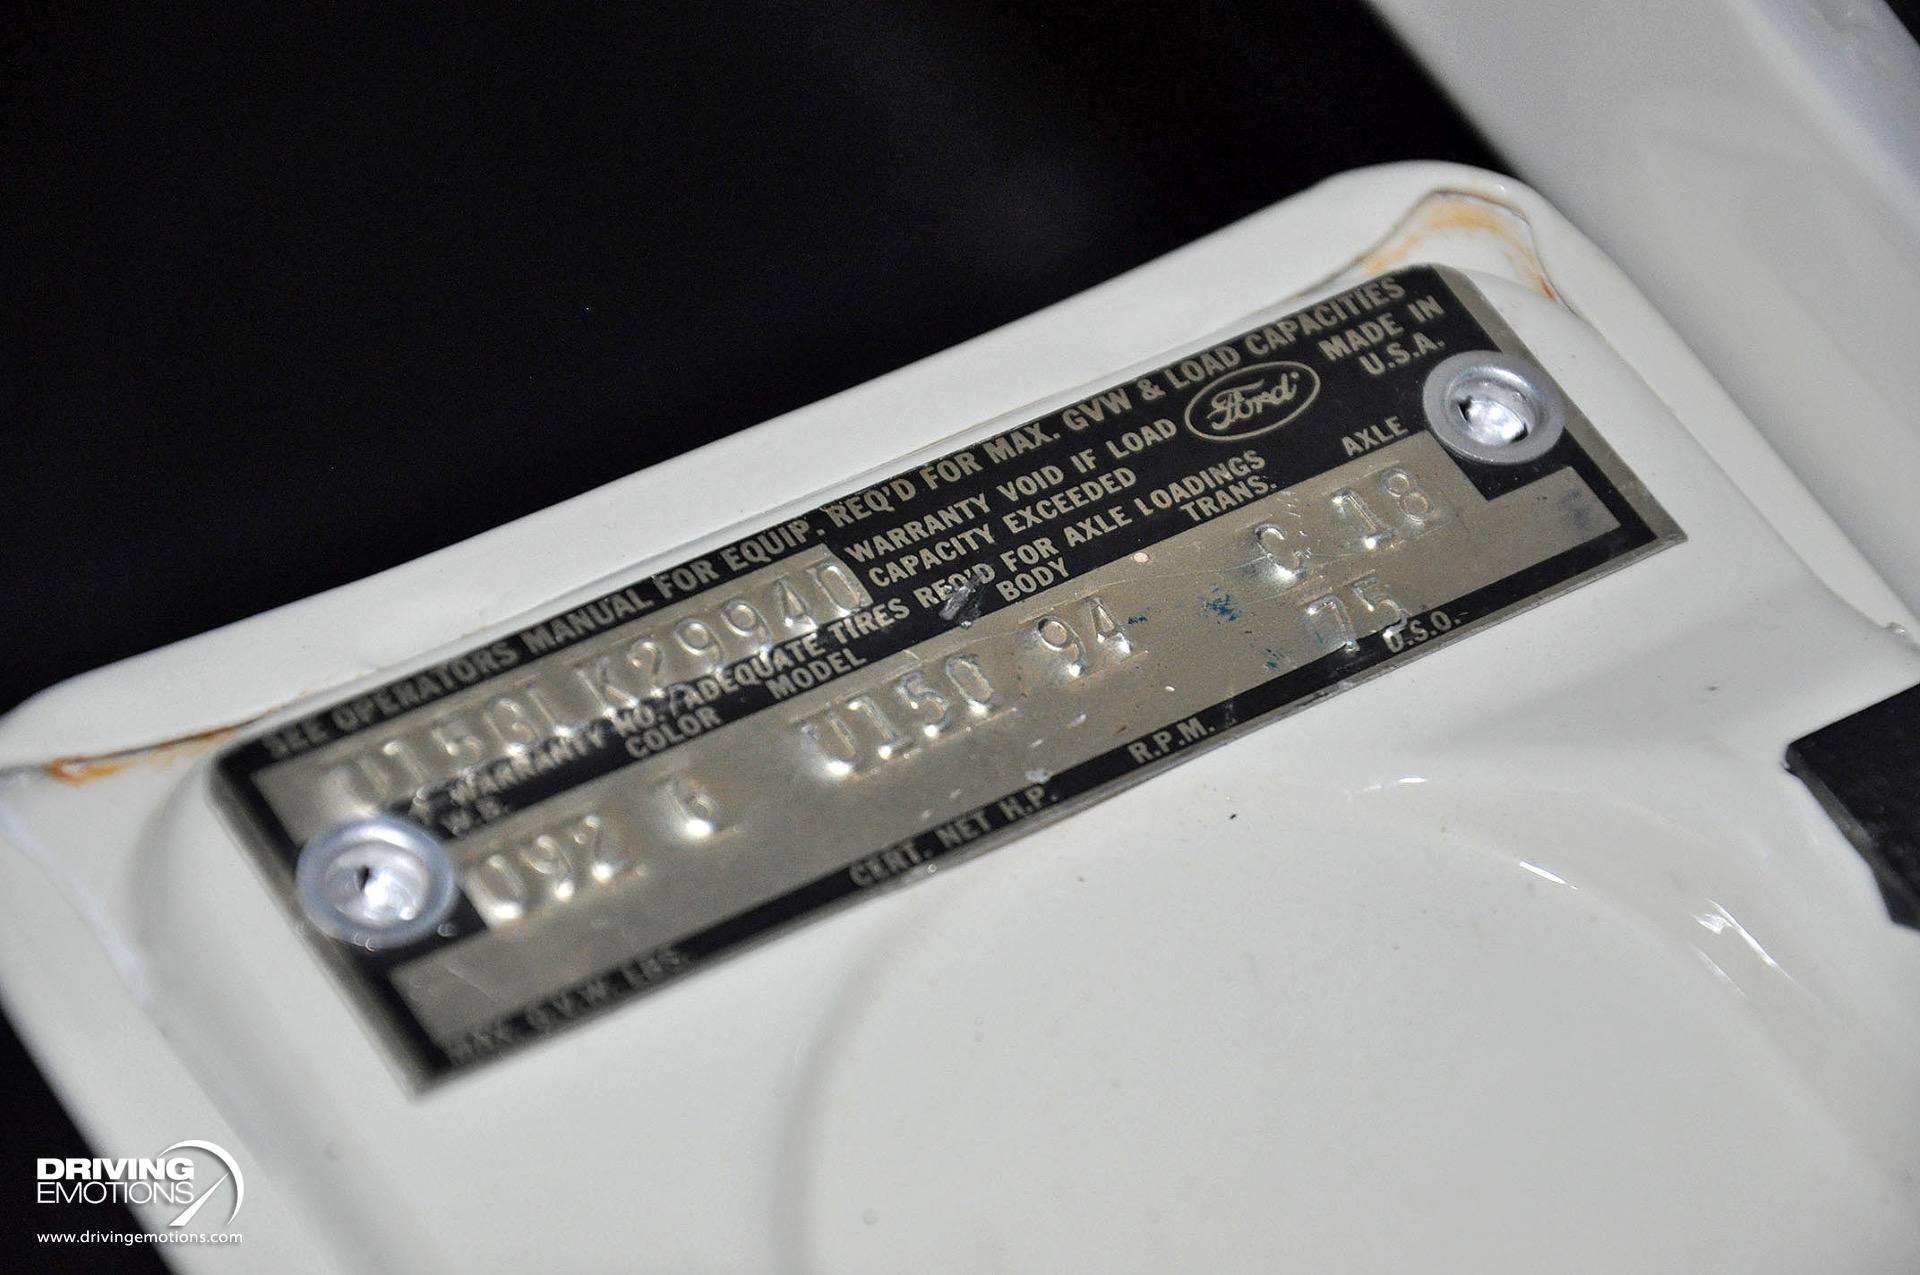 SEE OPERATORS MANUAL FOR EQUIP. REQ'D FOR MAX. GVW & LOAD CAPACITIES
U15GLK29940
WARRANTY VOID IF LOAD
CAPACITY EXCEEDED
Ford
MADE IN
U.S.A.
WARRANTY NO./ADEQUATE TIRES REQ'D FOR AXLE LOADINGS
W.B. COLOR MODEL BODY TRANS. AXLE
092 6 U150 94 C 18
75
MAX. G.V.W. LBS. CERT. NET H.P. R.P.M. D.S.O.
DRIVING
EMOTIONS
www.drivingemotions.com